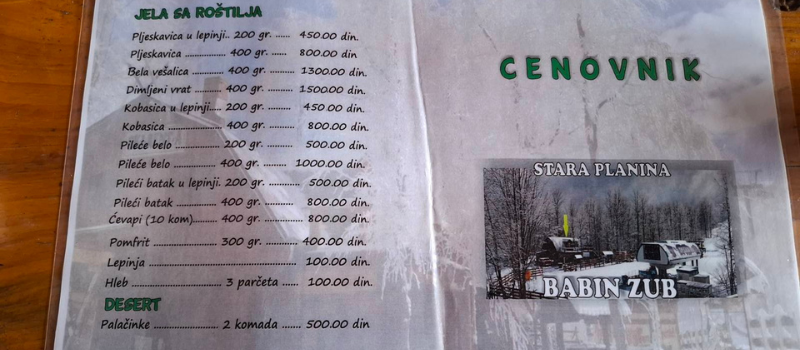 JELA SA ROŠTILJA
Pljeskavica u lepinji.. 200 gr. ...... 450.00 din.
Pljeskavica ................ 400 gr. ...... 800.00 din
Bela vešalica ............ 400 gr. ......... 1300.00 din.
Dimljeni vrat ............ 400 gr. ......... 1500.00 din.
Kobasica u lepinji..... 200 gr. .......... 450.00 din.
Kobasica ..................... 400 gr. ......... 800.00 din.
Pileće belo .................. 200 gr. ......... 500.00 din.
Pileće belo .................. 400 gr. ......... 1000.00 din.
Pileći batak u lepinji. 200 gr. .......... 500.00 din.
Pileći batak ................ 400 gr. ......... 800.00 din.
Ćevapi (10 kom)......... 400 gr. ............ 800.00 din.
Pomfrit ........................ 300 gr. ......... 400.00 din.
Lepinja ........................................... 100.00 din.
Hleb ............................. 3 parčeta ...... 100.00 din.
DESERT
Palačinke .................... 2 komada ....... 500.00 din
CENOVNIK
STARA PLANINA
BABIN ZUB